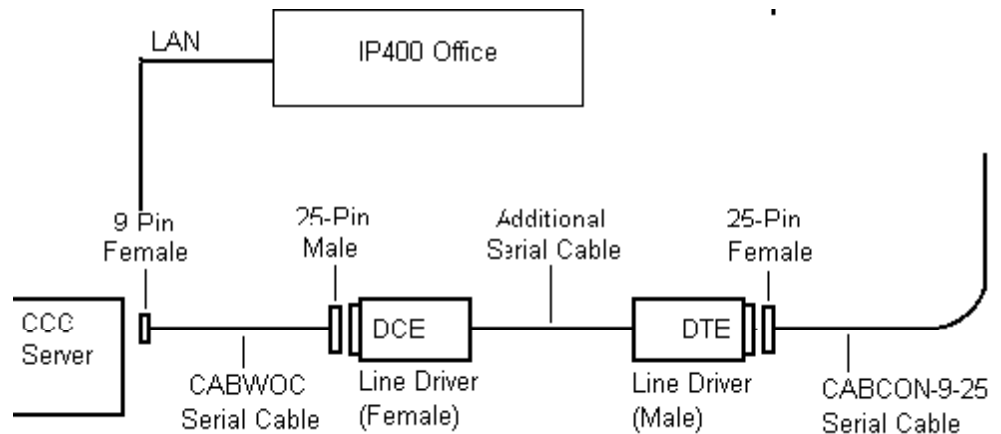 LAN
IP400 Office
9 Pin
Female
25-Pin
Male
Additional
Serial Cable
25-Pin
Female
CCC
Server
DCE
DTE
CABWOC
Serial Cable
Line Driver
(Female)
Line Driver
(Male)
CABCON-9-25
Serial Cable